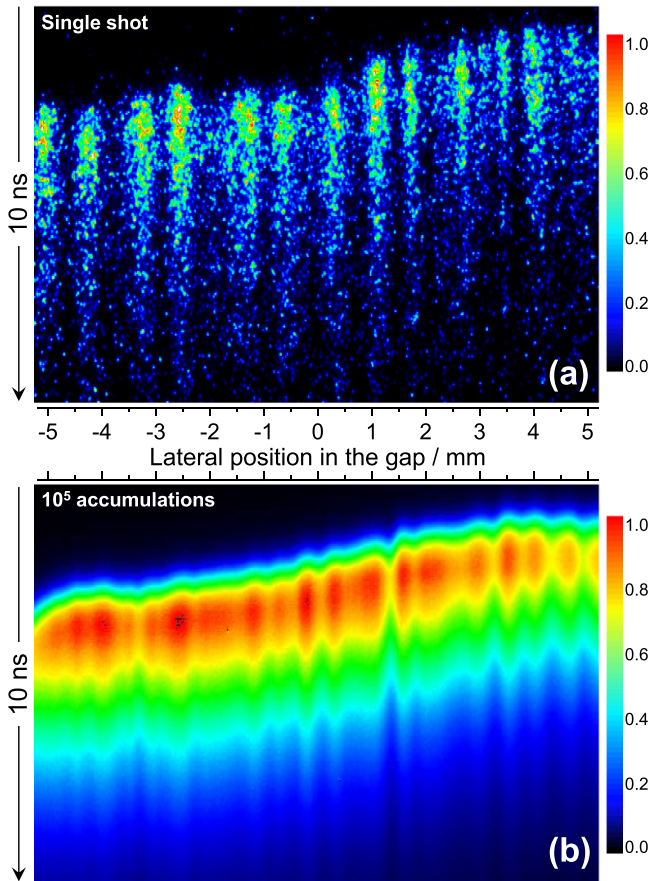 Single shot
10 ns
1.0
0.8
0.6
0.4
0.2
0.0
(a)
-5 -4 -3 -2 -1 0 1 2 3 4 5
Lateral position in the gap / mm
10⁵ accumulations
10 ns
1.0
0.8
0.6
0.4
0.2
0.0
(b)